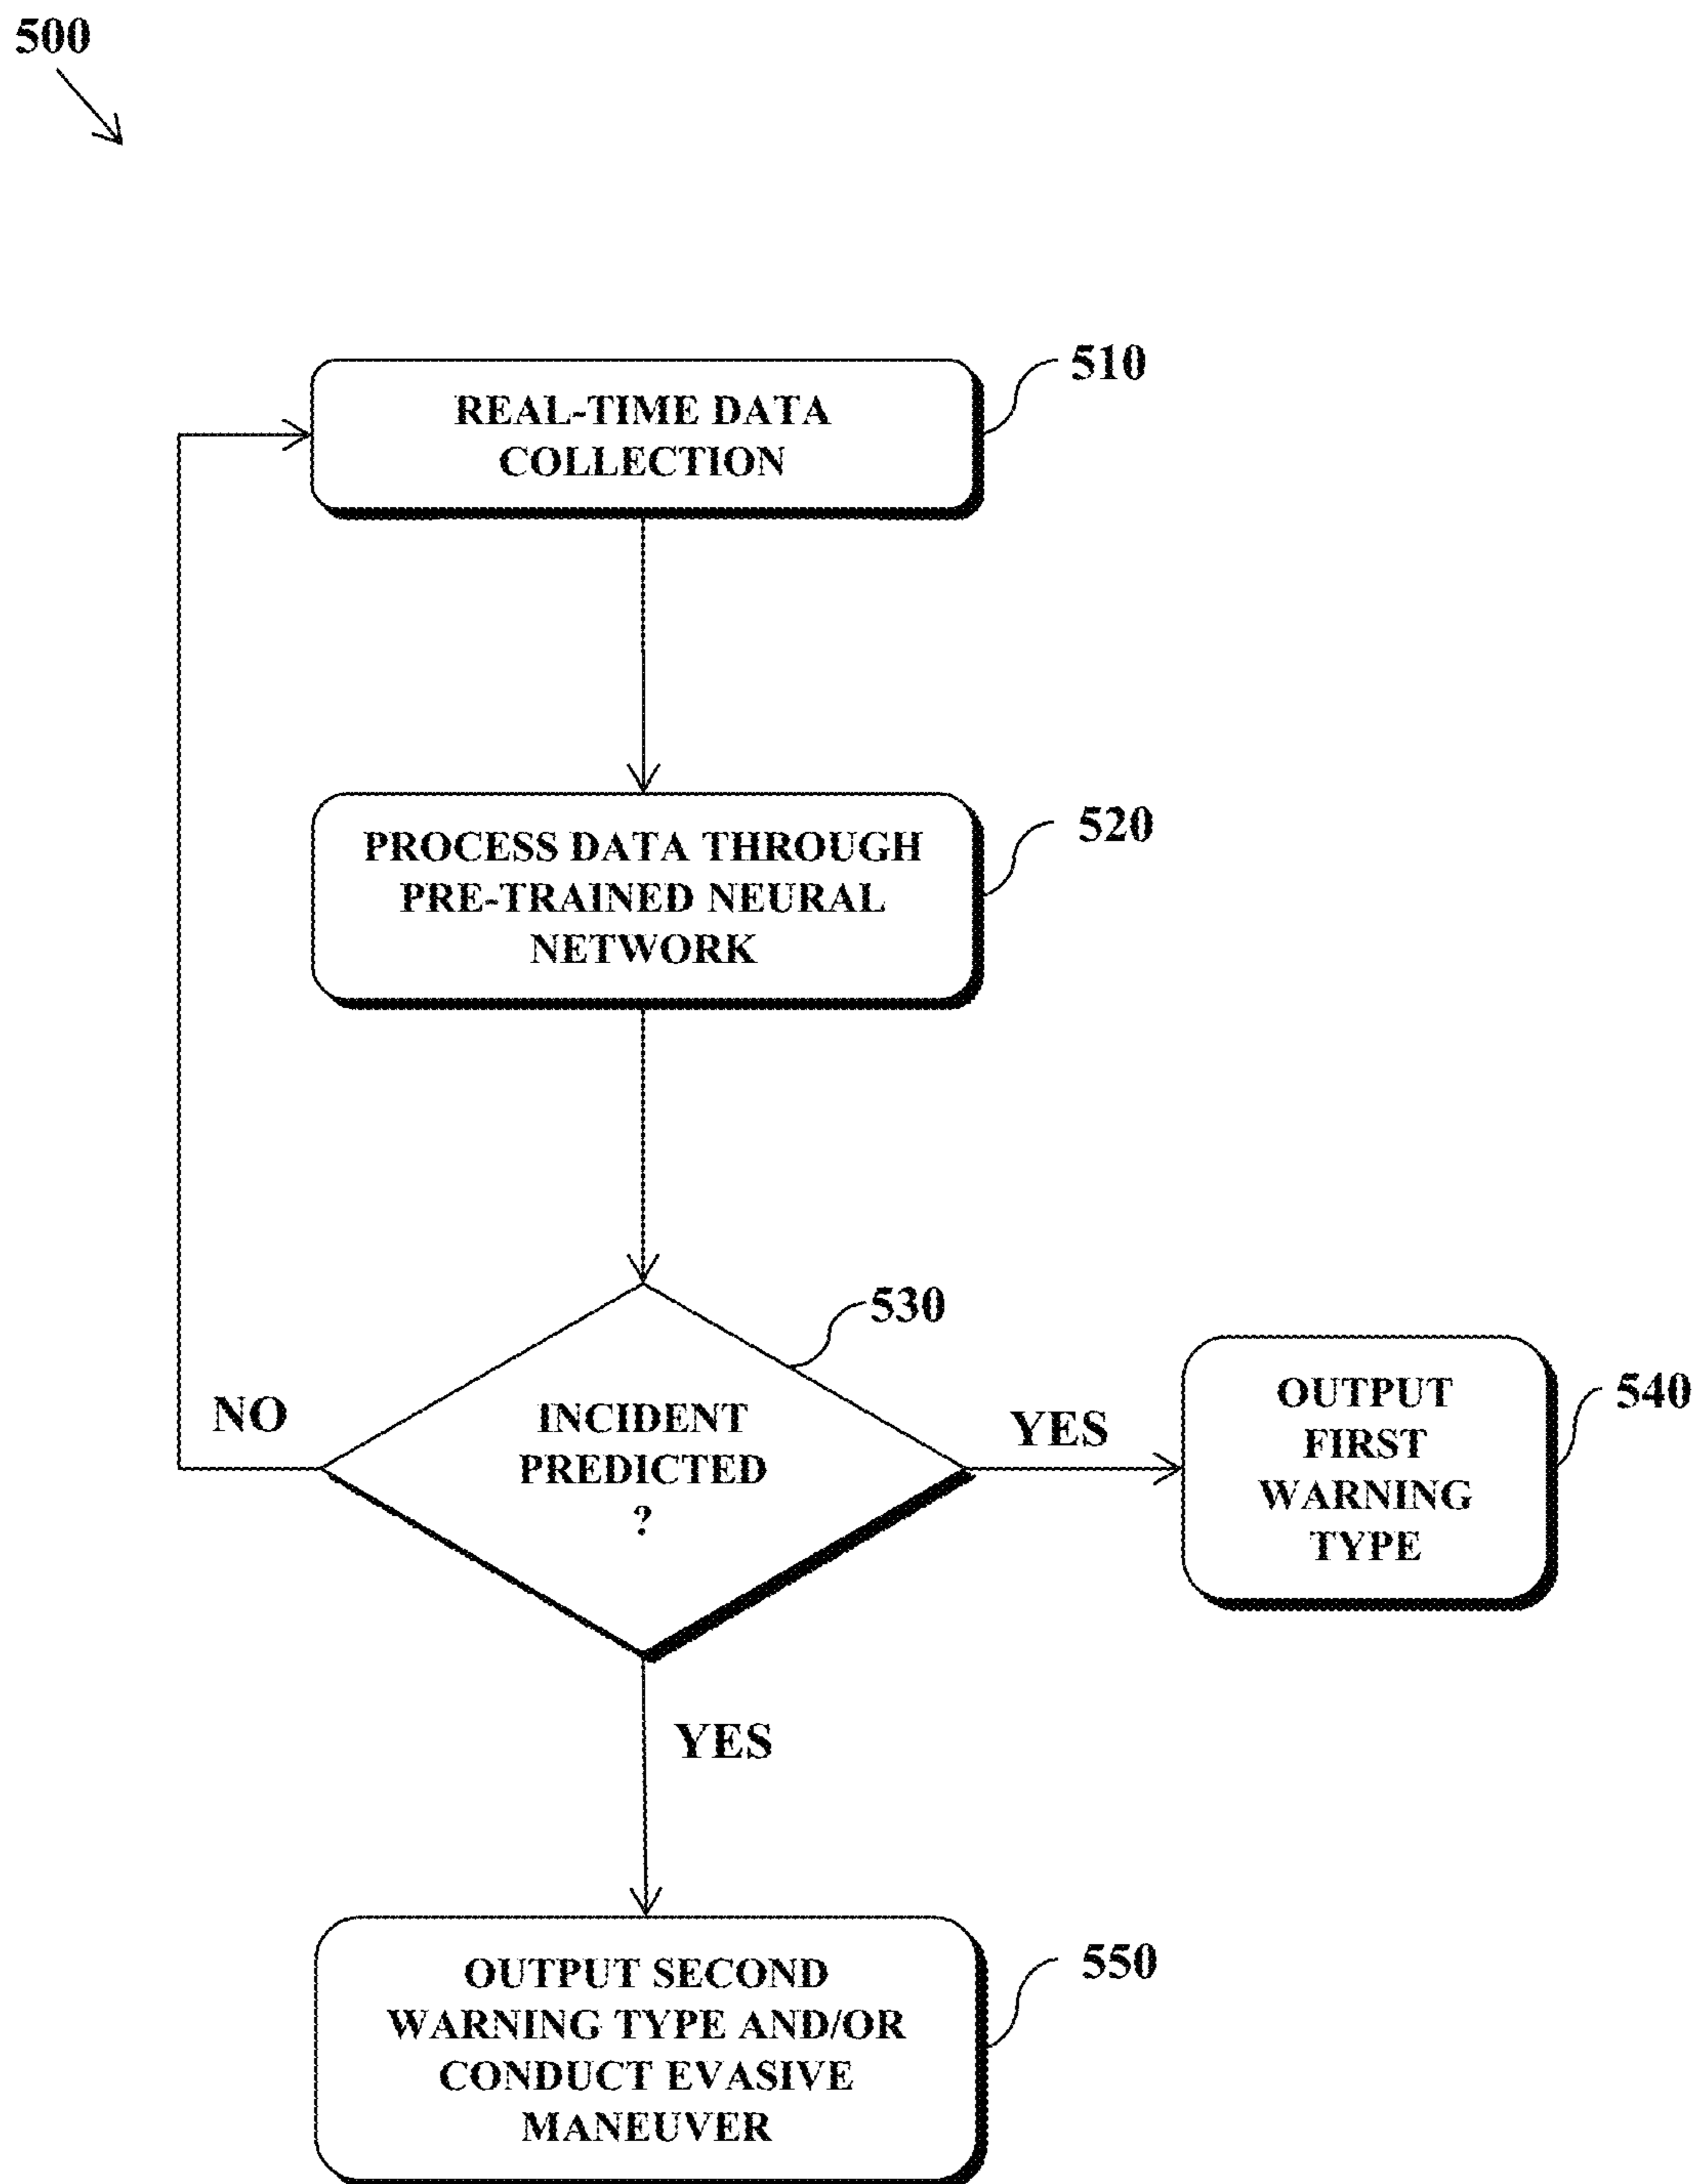 500
510
REAL-TIME DATA
COLLECTION
520
PROCESS DATA THROUGH
PRE-TRAINED NEURAL
NETWORK
530
INCIDENT
PREDICTED
?
NO
YES
540
OUTPUT
FIRST
WARNING
TYPE
YES
550
OUTPUT SECOND
WARNING TYPE AND/OR
CONDUCT EVASIVE
MANEUVER